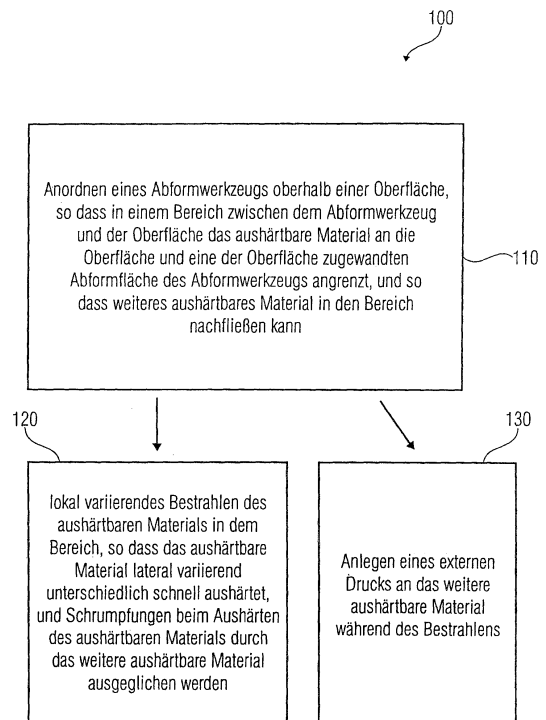 100
Anordnen eines Abformwerkzeugs oberhalb einer Oberfläche,
so dass in einem Bereich zwischen dem Abformwerkzeug
und der Oberfläche das aushärtbare Material an die
Oberfläche und eine der Oberfläche zugewandten
Abformfläche des Abformwerkzeugs angrenzt, und so
dass weiteres aushärtbares Material in den Bereich
nachfließen kann
110
120
lokal variierendes Bestrahlen des
aushärtbaren Materials in dem
Bereich, so dass das aushärtbare
Material lateral variierend
unterschiedlich schnell aushärtet,
und Schrumpfungen beim Aushärten
des aushärtbaren Materials durch
das weitere aushärtbare Material
ausgeglichen werden
130
Anlegen eines externen
Drucks an das weitere
aushärtbare Material
während des Bestrahlens